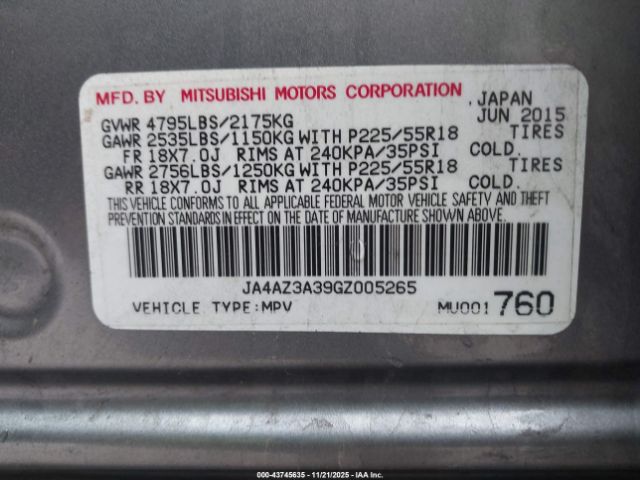 MFD. BY MITSUBISHI MOTORS CORPORATION , JAPAN
GVWR 4795LBS/2175KG JUN 2015
GAWR 2535LBS/1150KG WITH P225/55R18 TIRES
FR 18X7.0J RIMS AT 240KPA/35PSI COLD.
GAWR 2756LBS/1250KG WITH P225/55R18 TIRES
RR 18X7.0J RIMS AT 240KPA/35PSI COLD.
THIS VEHICLE CONFORMS TO ALL APPLICABLE FEDERAL MOTOR VEHICLE SAFETY AND THEFT
PREVENTION STANDARDS IN EFFECT ON THE DATE OF MANUFACTURE SHOWN ABOVE.
JA4AZ3A39GZ005265
VEHICLE TYPE:MPV MU001 760
000-43745635 - 11/21/2025 - IAA Inc.